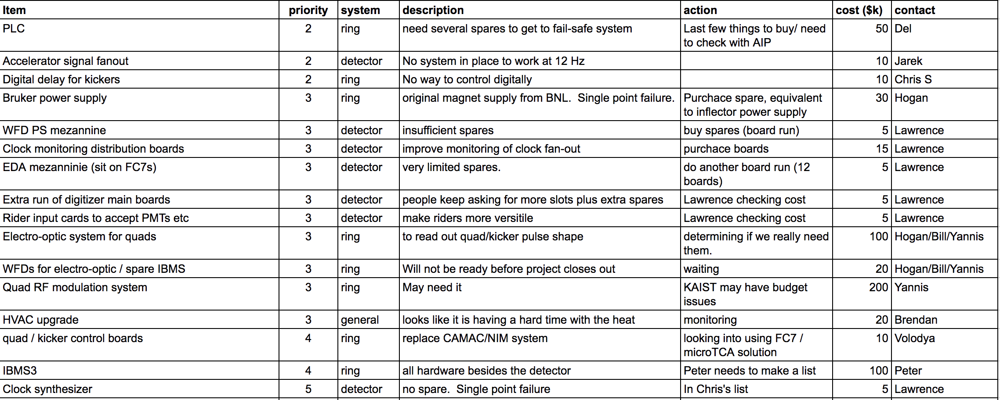 Item priority system description action cost ($k) contact
PLC 2 ring need several spares to get to fail-safe system Last few things to buy/ need 50 Del
to check with AIP
Accelerator signal fanout 2 detector No system in place to work at 12 Hz 10 Jarek
Digital delay for kickers 2 ring No way to control digitally 10 Chris S
Bruker power supply 3 ring original magnet supply from BNL.  Single point failure. Purchace spare, equivalent 30 Hogan
to inflector power supply
WFD PS mezannine 3 detector insufficient spares buy spares (board run) 5 Lawrence
Clock monitoring distribution boards 3 detector improve monitoring of clock fan-out purchace boards 15 Lawrence
EDA mezanninie (sit on FC7s) 3 detector very limited spares. do another board run (12 5 Lawrence
boards)
Extra run of digitizer main boards 3 detector people keep asking for more slots plus extra spares Lawrence checking cost 5 Lawrence
Rider input cards to accept PMTs etc 3 detector make riders more versitile Lawrence checking cost 5 Lawrence
Electro-optic system for quads 3 ring to read out quad/kicker pulse shape determining if we really need 100 Hogan/Bill/Yannis
them.
WFDs for electro-optic / spare IBMS 3 ring Will not be ready before project closes out waiting 20 Hogan/Bill/Yannis
Quad RF modulation system 3 ring May need it KAIST may have budget 200 Yannis
issues
HVAC upgrade 3 general looks like it is having a hard time with the heat monitoring 20 Brendan
quad / kicker control boards 4 ring replace CAMAC/NIM system looking into using FC7 / 10 Volodya
microTCA solution
IBMS3 4 ring all hardware besides the detector Peter needs to make a list 100 Peter
Clock synthesizer 5 detector no spare.  Single point failure In Chris's list 5 Lawrence